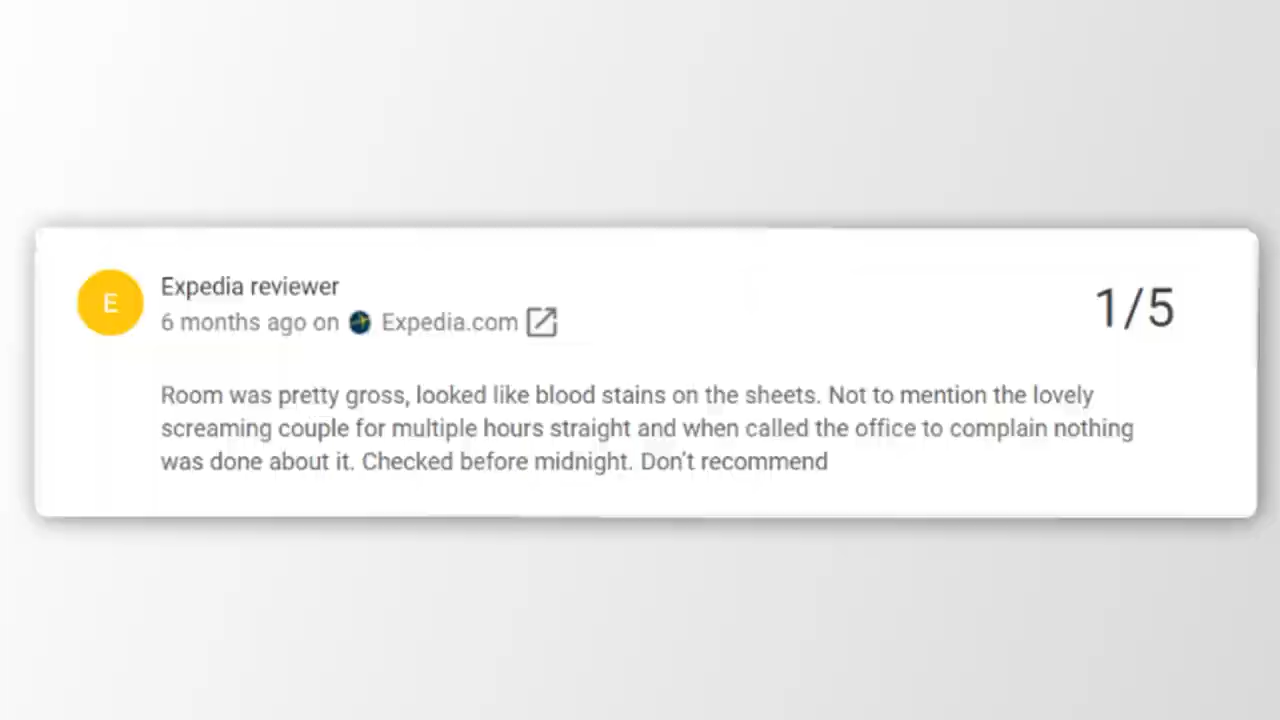 E
Expedia reviewer
1/5
6 months ago on Expedia.com
Room was pretty gross, looked like blood stains on the sheets. Not to mention the lovely
screaming couple for multiple hours straight and when called the office to complain nothing
was done about it. Checked before midnight. Don't recommend